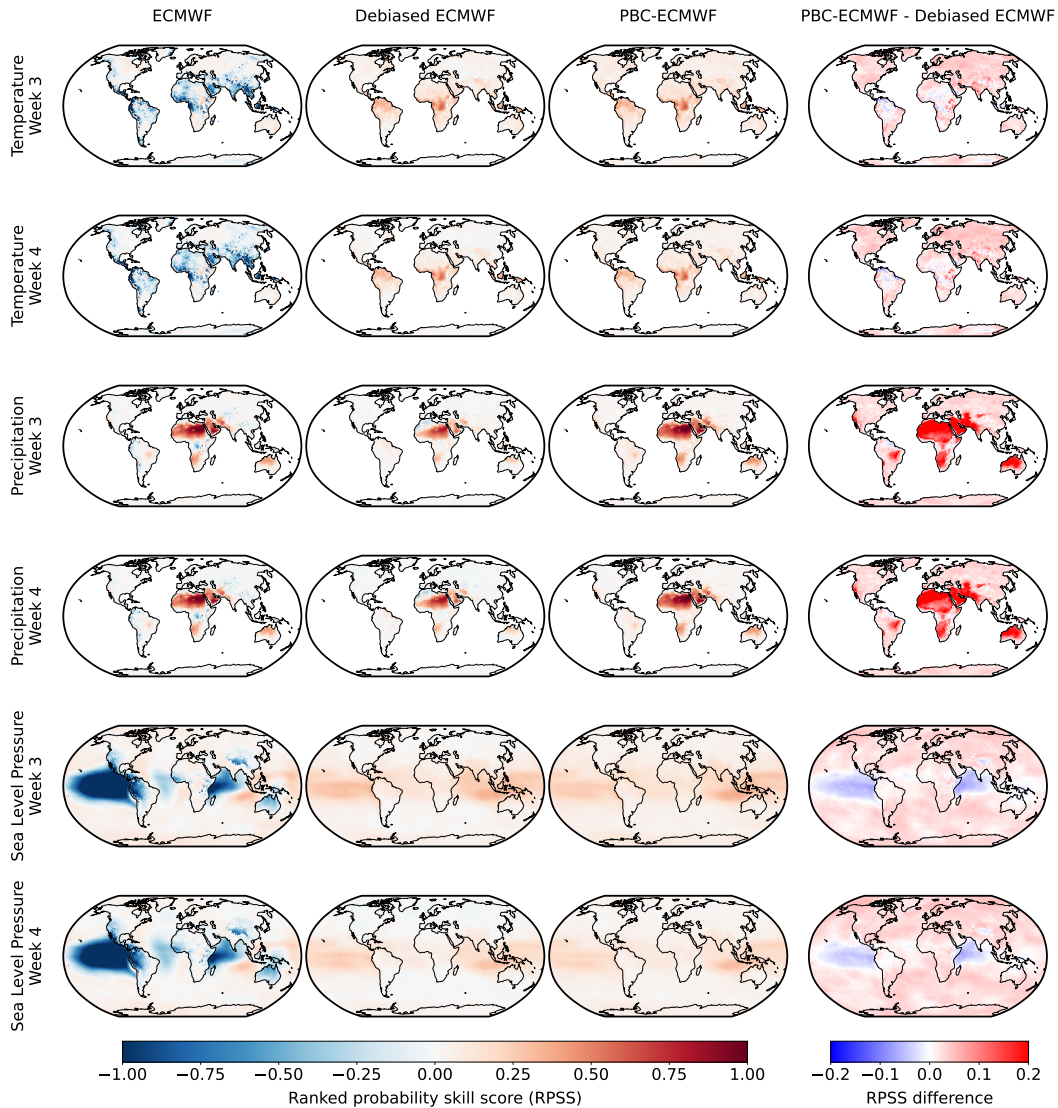 ECMWF
Debiased ECMWF
PBC-ECMWF
PBC-ECMWF - Debiased ECMWF
Temperature
Week 3
Temperature
Week 4
Precipitation
Week 3
Precipitation
Week 4
Sea Level Pressure
Week 3
Sea Level Pressure
Week 4
−1.00 −0.75 −0.50 −0.25 0.00 0.25 0.50 0.75 1.00
Ranked probability skill score (RPSS)
−0.2 −0.1 0.0 0.1 0.2
RPSS difference